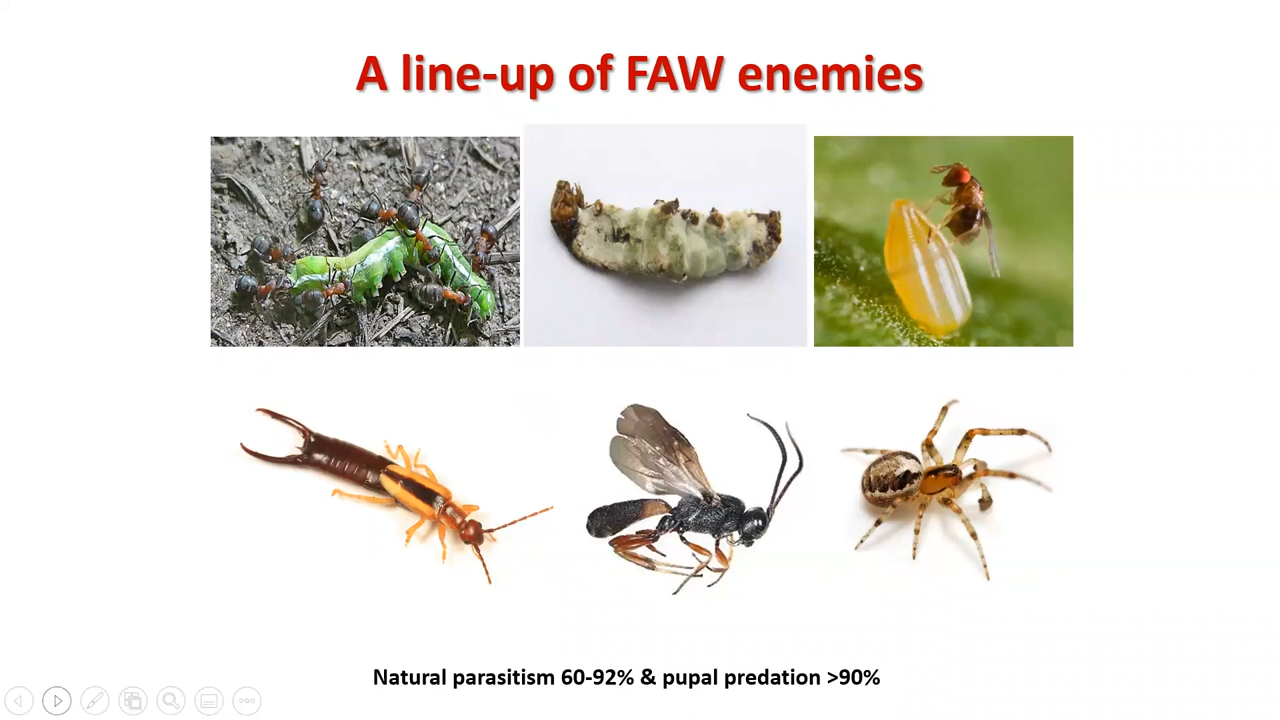 A line-up of FAW enemies
Natural parasitism 60-92% & pupal predation >90%